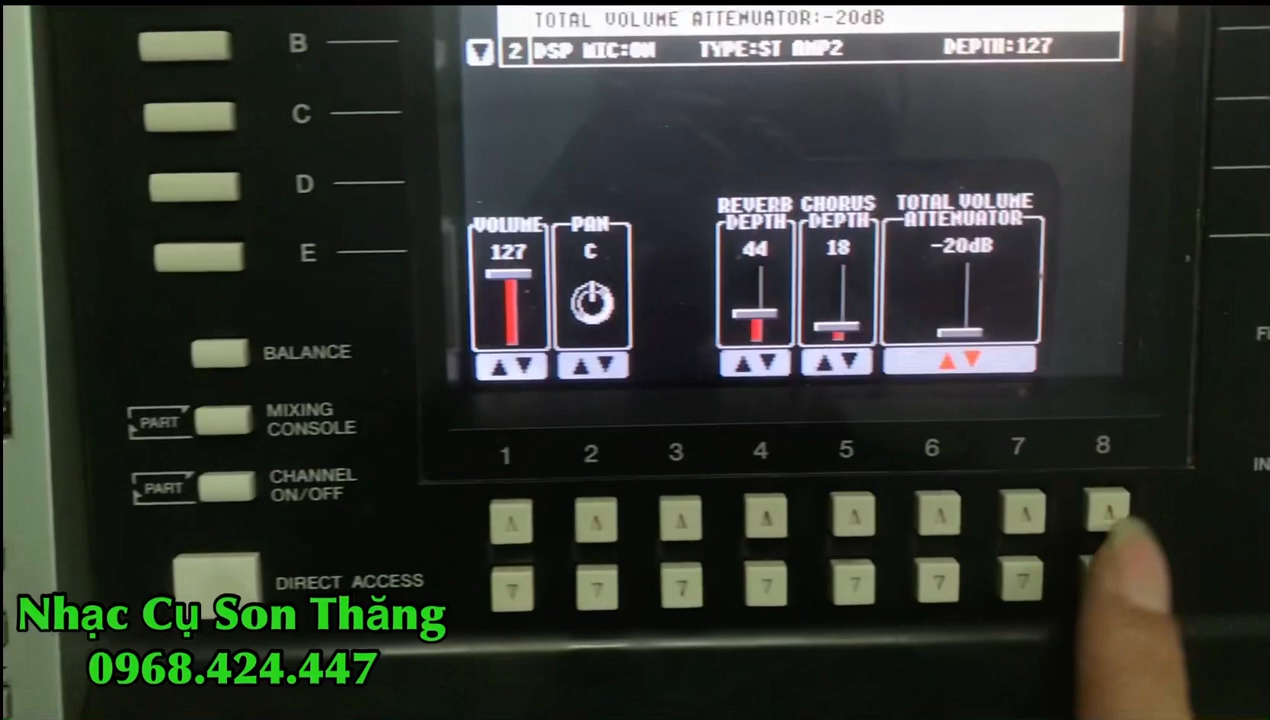 TOTAL VOLUME ATTENUATOR:-20dB
2 DSP MIC:ON TYPE:ST AMP2 DEPTH:127
B
C
D
E
VOLUME
127
PAN
C
REVERB DEPTH
44
CHORUS DEPTH
18
TOTAL VOLUME ATTENUATOR
-20dB
BALANCE
PART
MIXING
CONSOLE
PART
CHANNEL
ON/OFF
DIRECT ACCESS
1 2 3 4 5 6 7 8
Nhạc Cụ Son Thăng
0968.424.447